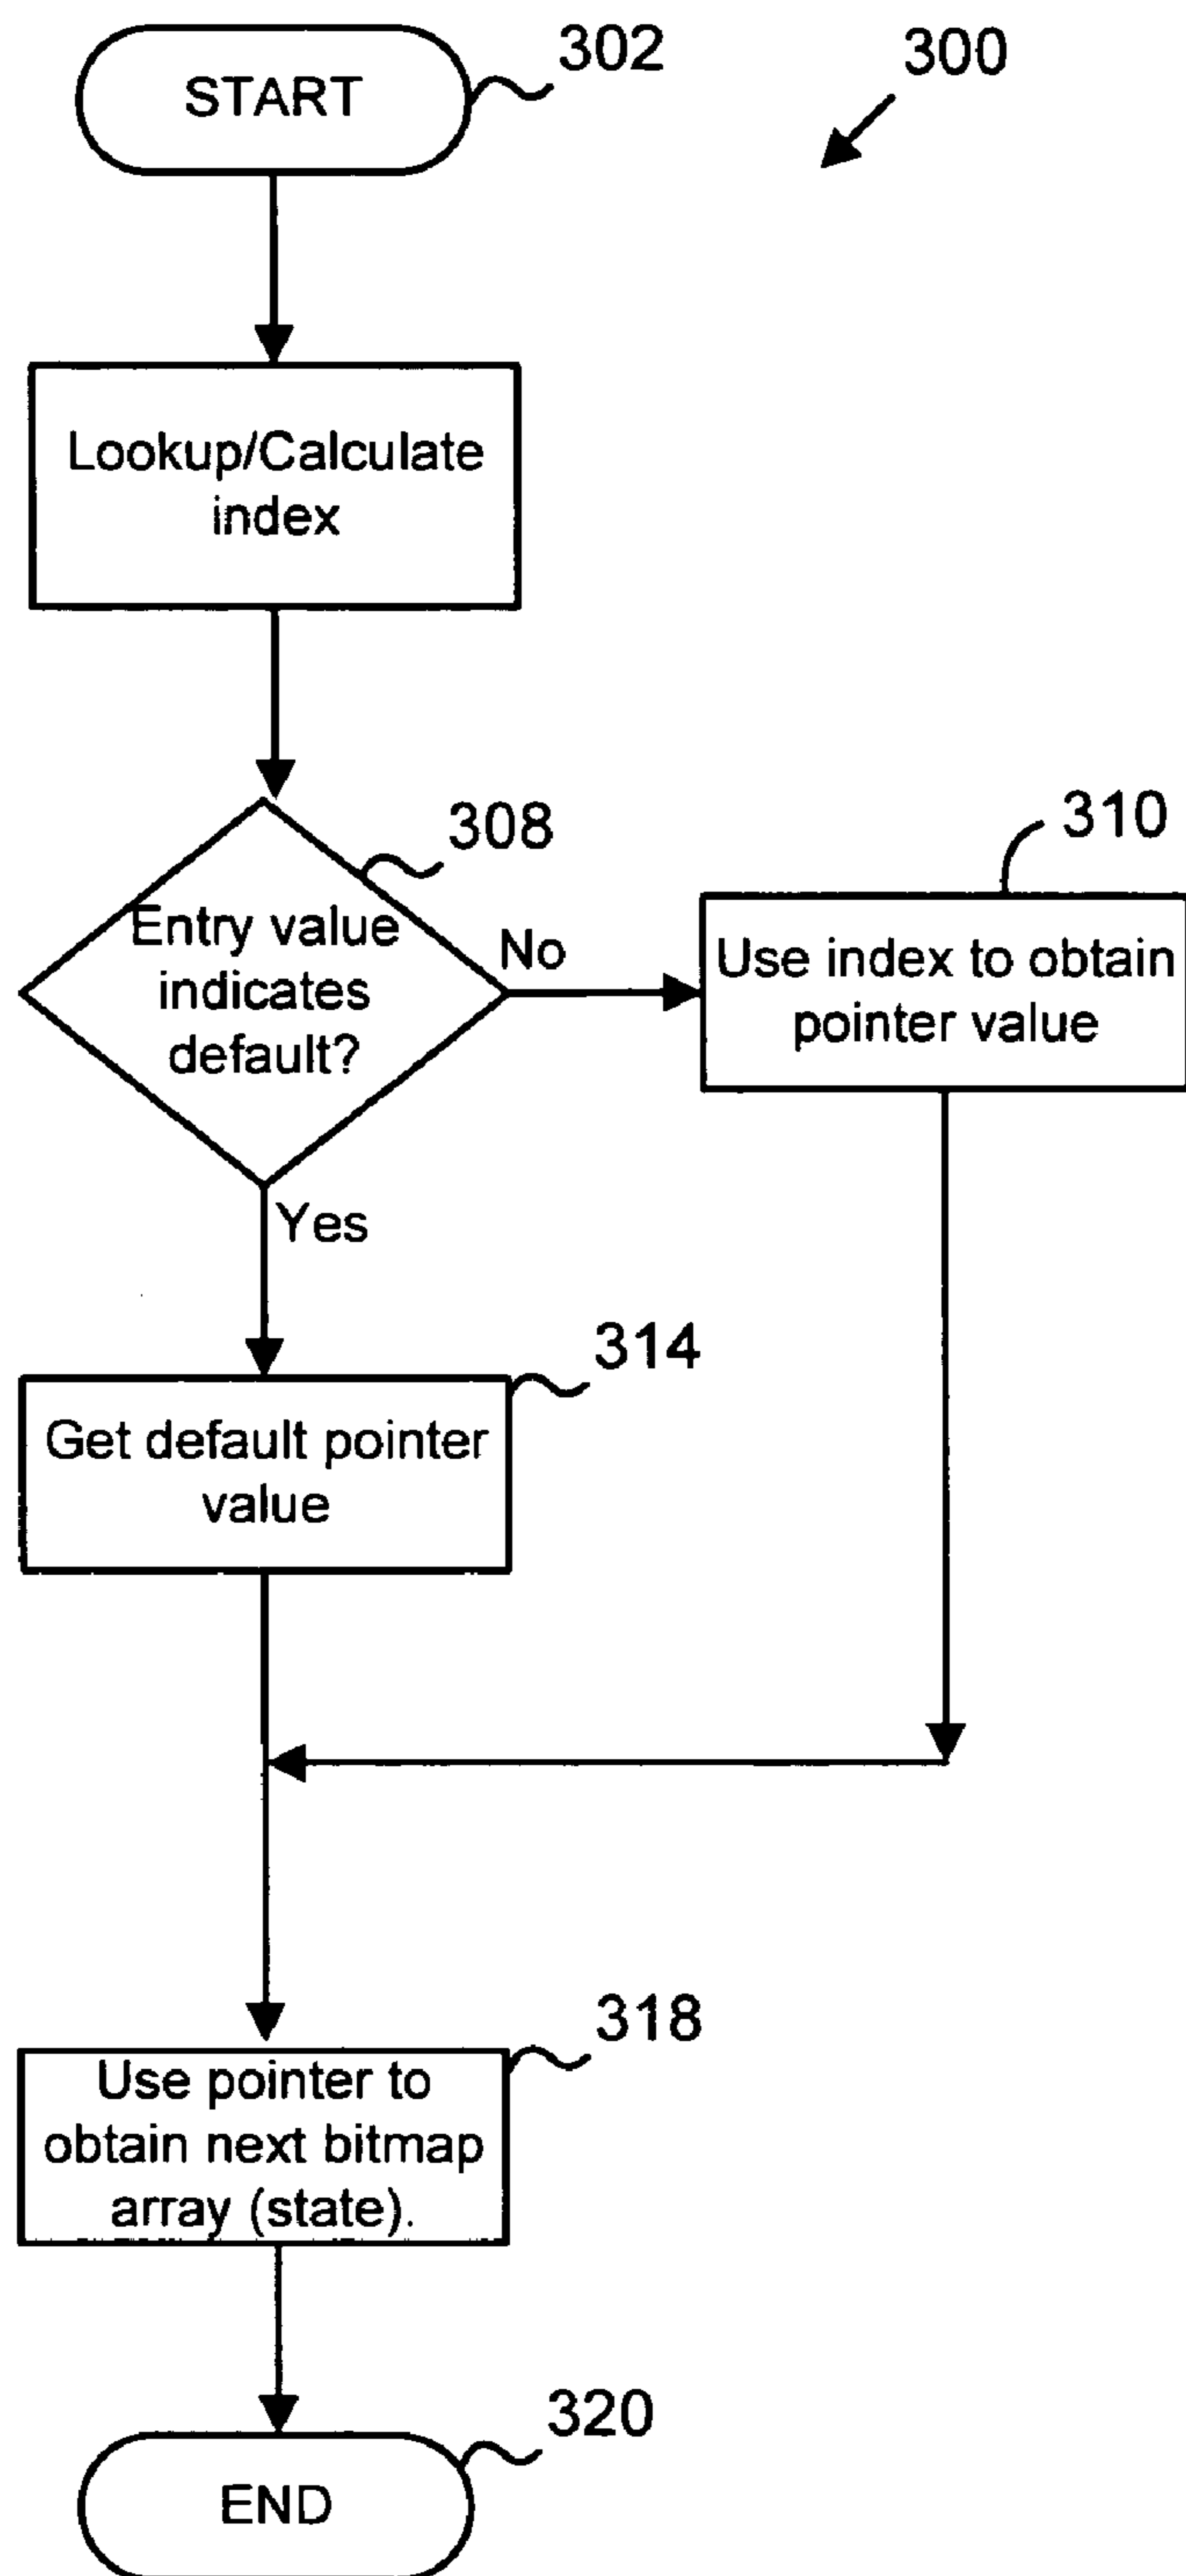 302
300
START
Lookup/Calculate
index
308
310
Entry value
indicates
default?
No
Use index to obtain
pointer value
Yes
314
Get default pointer
value
318
Use pointer to
obtain next bitmap
array (state).
320
END